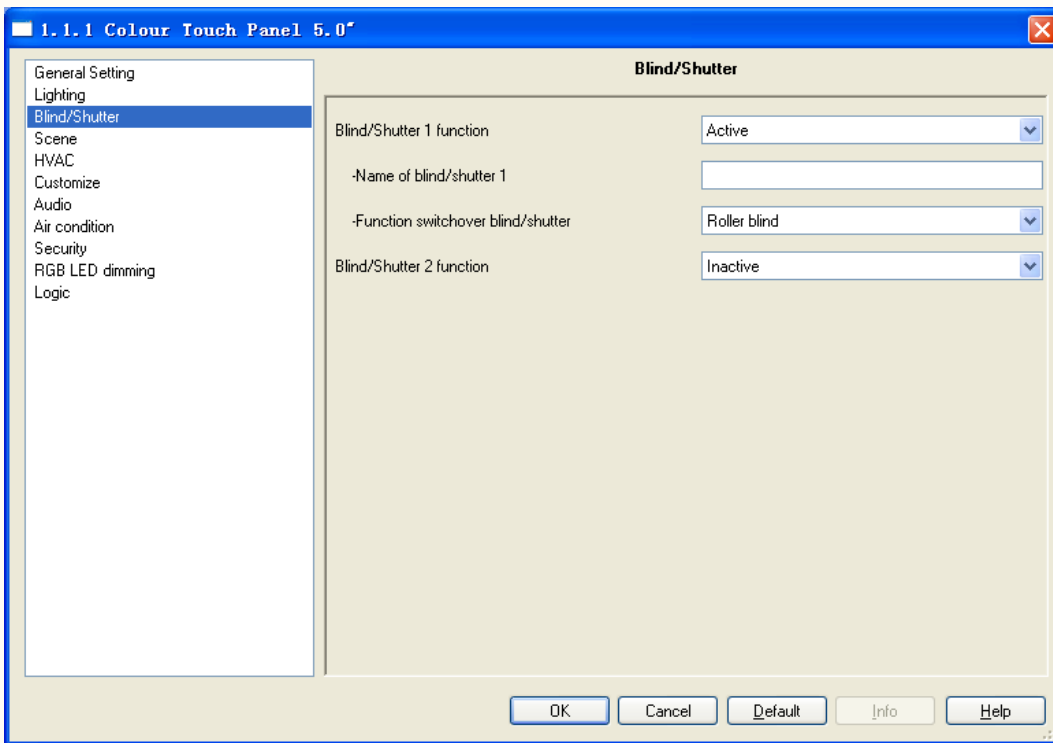 1.1.1 Colour Touch Panel 5.0"
General Setting
Lighting
Blind/Shutter
Scene
HVAC
Customize
Audio
Air condition
Security
RGB LED dimming
Logic
Blind/Shutter
Blind/Shutter 1 function
Active
-Name of blind/shutter 1
-Function switchover blind/shutter
Roller blind
Blind/Shutter 2 function
Inactive
OK
Cancel
Default
Info
Help